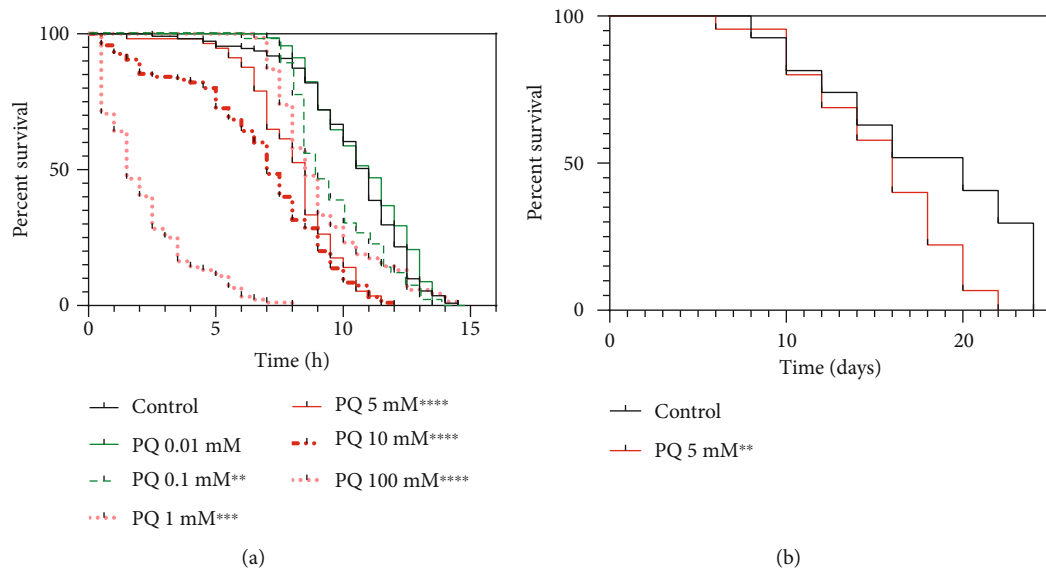 100
50
0
Percent survival
0
5
10
15
Time (h)
Control
PQ 0.01 mM
PQ 0.1 mM**
PQ 1 mM***
PQ 5 mM****
PQ 10 mM****
PQ 100 mM****
(a)
100
50
0
Percent survival
0
10
20
Time (days)
Control
PQ 5 mM**
(b)